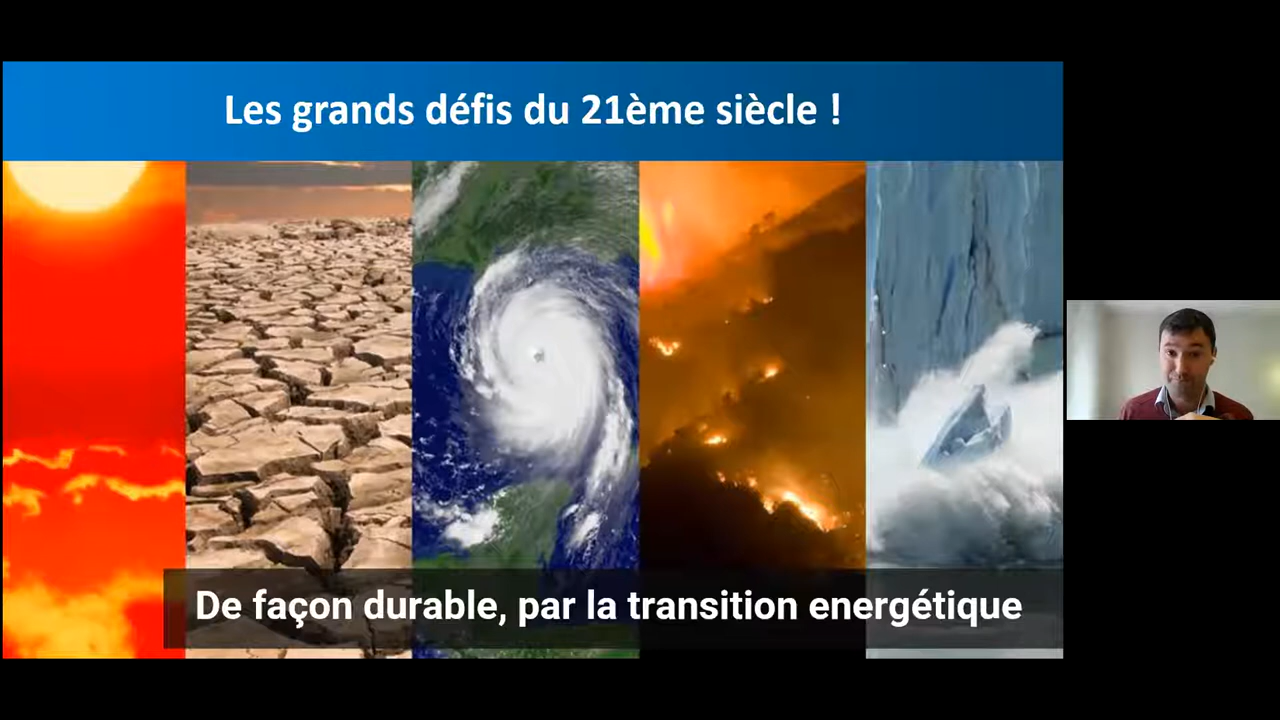 Les grands défis du 21ème siècle !
De façon durable, par la transition energétique